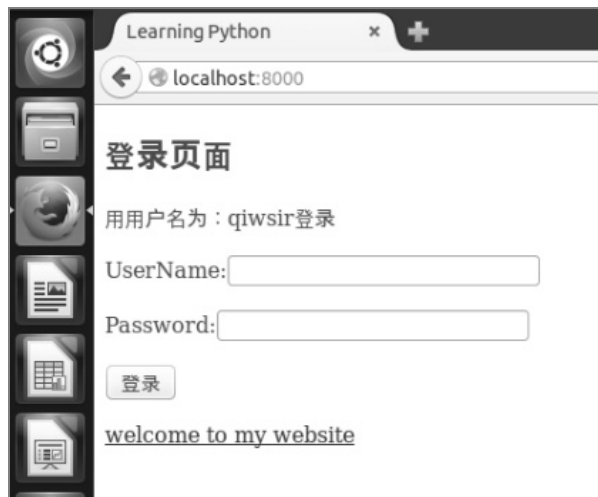 Learning Python
localhost:8000
登录页面
用用户名为：qiwsir登录
UserName:
Password:
登录
welcome to my website